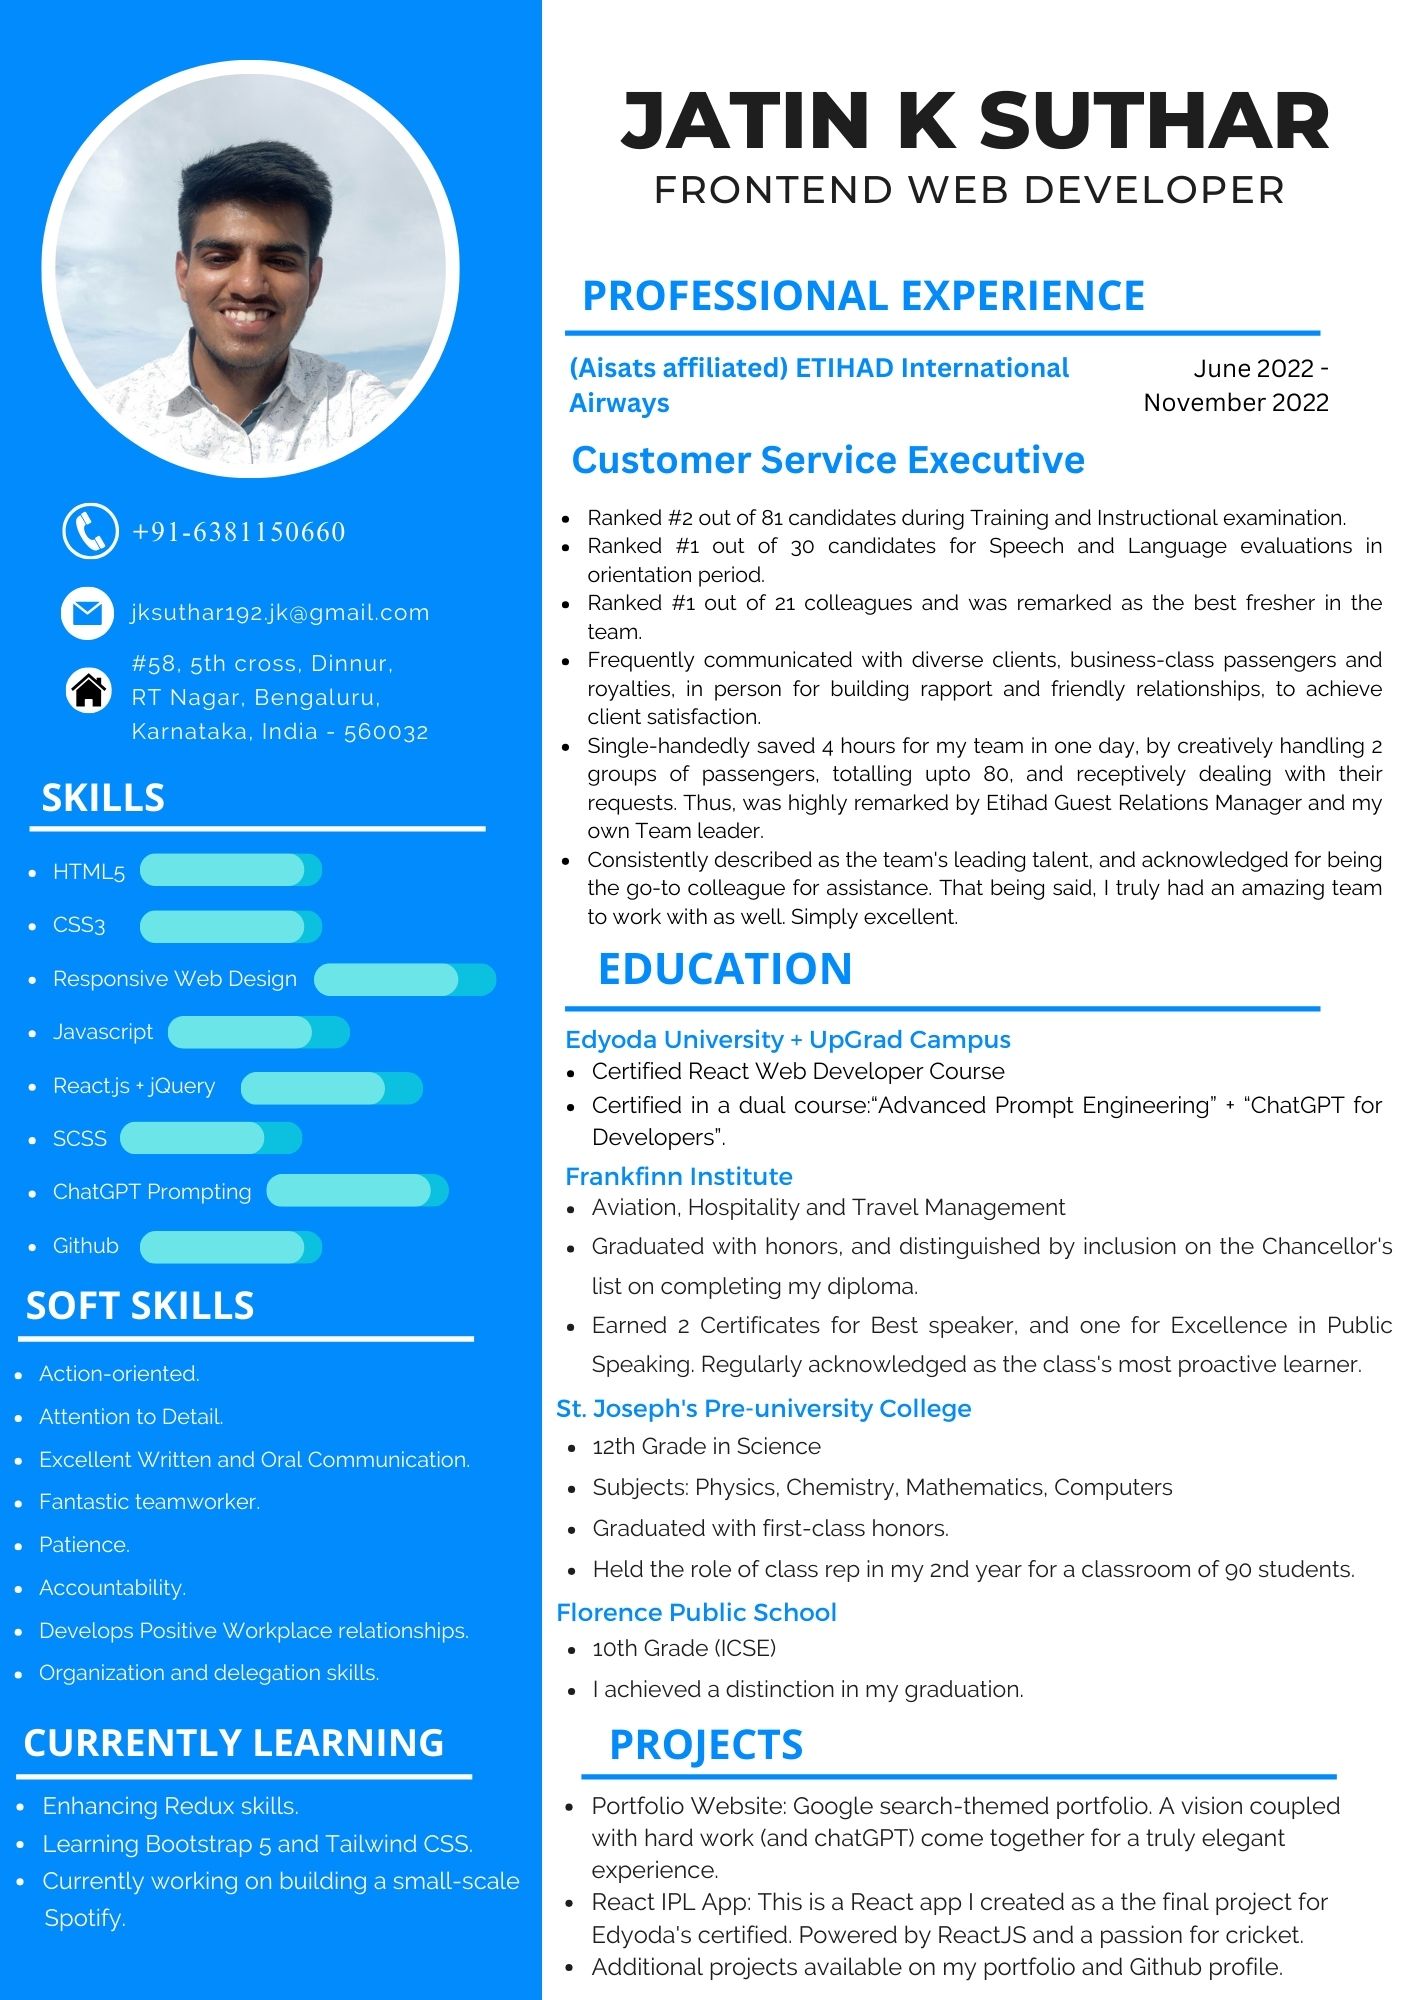 JATIN K SUTHAR
FRONTEND WEB DEVELOPER
+91-6381150660
jksuthar192.jk@gmail.com
#58, 5th cross, Dinnur,
RT Nagar, Bengaluru,
Karnataka, India - 560032
SKILLS
HTML5
CSS3
Responsive Web Design
Javascript
React.js + jQuery
SCSS
ChatGPT Prompting
Github
SOFT SKILLS
Action-oriented.
Attention to Detail.
Excellent Written and Oral Communication.
Fantastic teamworker.
Patience.
Accountability.
Develops Positive Workplace relationships.
Organization and delegation skills.
CURRENTLY LEARNING
Enhancing Redux skills.
Learning Bootstrap 5 and Tailwind CSS.
Currently working on building a small-scale
Spotify.
PROFESSIONAL EXPERIENCE
(Aisats affiliated) ETIHAD International
Airways
June 2022 -
November 2022
Customer Service Executive
Ranked #2 out of 81 candidates during Training and Instructional examination.
Ranked #1 out of 30 candidates for Speech and Language evaluations in
orientation period.
Ranked #1 out of 21 colleagues and was remarked as the best fresher in the
team.
Frequently communicated with diverse clients, business-class passengers and
royalties, in person for building rapport and friendly relationships, to achieve
client satisfaction.
Single-handedly saved 4 hours for my team in one day, by creatively handling 2
groups of passengers, totalling upto 80, and receptively dealing with their
requests. Thus, was highly remarked by Etihad Guest Relations Manager and my
own Team leader.
Consistently described as the team's leading talent, and acknowledged for being
the go-to colleague for assistance. That being said, I truly had an amazing team
to work with as well. Simply excellent.
EDUCATION
Edyoda University + UpGrad Campus
Certified React Web Developer Course
Certified in a dual course:“Advanced Prompt Engineering” + “ChatGPT for
Developers”.
Frankfinn Institute
Aviation, Hospitality and Travel Management
Graduated with honors, and distinguished by inclusion on the Chancellor's
list on completing my diploma.
Earned 2 Certificates for Best speaker, and one for Excellence in Public
Speaking. Regularly acknowledged as the class's most proactive learner.
St. Joseph's Pre-university College
12th Grade in Science
Subjects: Physics, Chemistry, Mathematics, Computers
Graduated with first-class honors.
Held the role of class rep in my 2nd year for a classroom of 90 students.
Florence Public School
10th Grade (ICSE)
I achieved a distinction in my graduation.
PROJECTS
Portfolio Website: Google search-themed portfolio. A vision coupled
with hard work (and chatGPT) come together for a truly elegant
experience.
React IPL App: This is a React app I created as a the final project for
Edyoda's certified. Powered by ReactJS and a passion for cricket.
Additional projects available on my portfolio and Github profile.